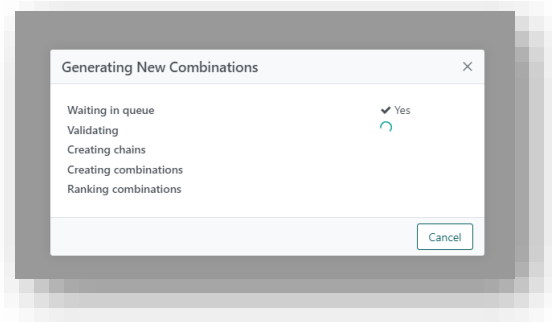 Generating New Combinations
Waiting in queue ✔ Yes
Validating
Creating chains
Creating combinations
Ranking combinations
Cancel